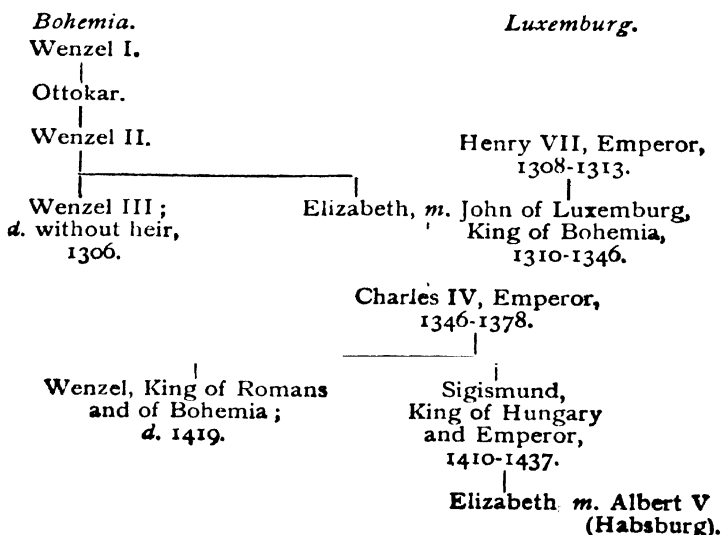 Bohemia. Luxemburg.
Wenzel I.
Ottokar.
Wenzel II.
Henry VII, Emperor,
1308-1313.
Wenzel III ; Elizabeth, m. John of Luxemburg,
d. without heir, King of Bohemia,
1306. 1310-1346.
Charles IV, Emperor,
1346-1378.
Wenzel, King of Romans Sigismund,
and of Bohemia ; King of Hungary
d. 1419. and Emperor,
1410-1437.
Elizabeth m. Albert V
(Habsburg).